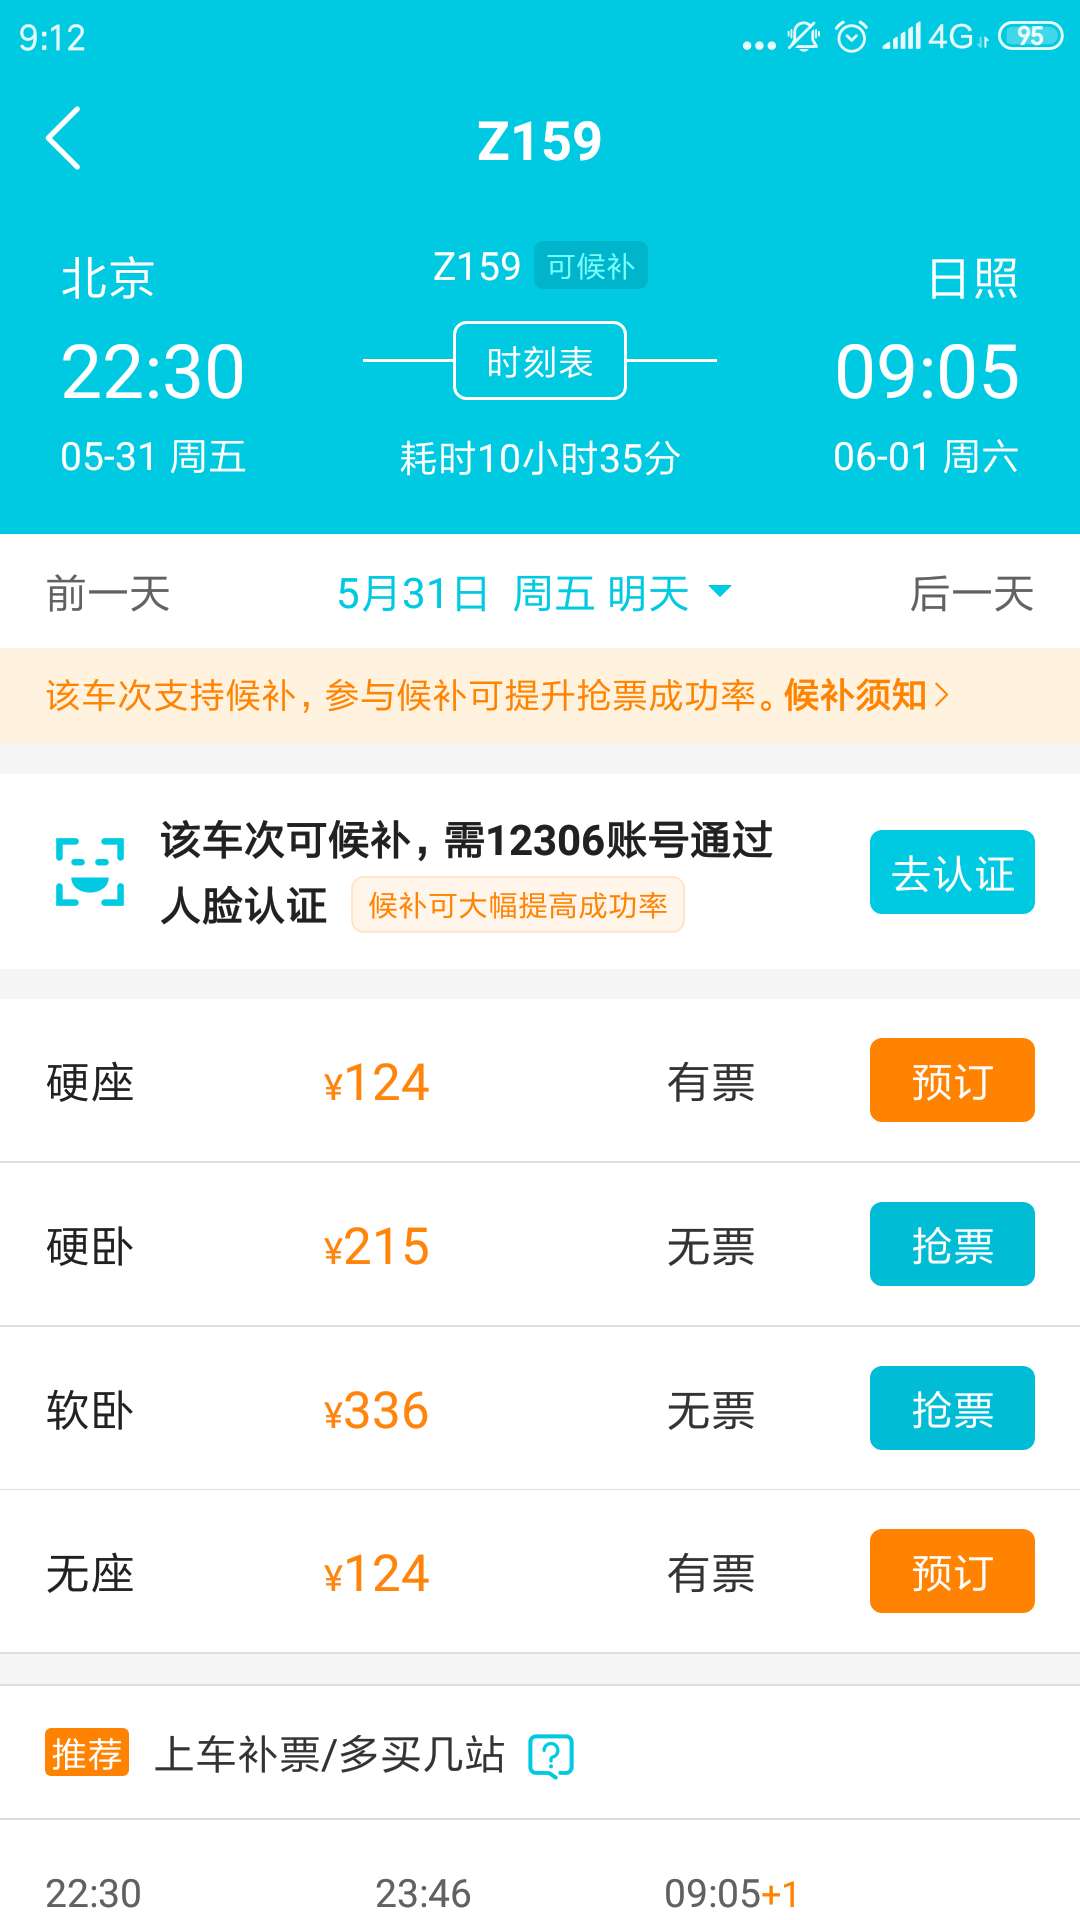 9:12 ... 4G 95
Z159
北京 Z159 可候补 日照
22:30 时刻表 09:05
05-31 周五 耗时10小时35分 06-01 周六
前一天 5月31日 周五 明天 后一天
该车次支持候补，参与候补可提升抢票成功率。候补须知>
该车次可候补，需12306账号通过
人脸认证 候补可大幅提高成功率 去认证
硬座 ¥124 有票 预订
硬卧 ¥215 无票 抢票
软卧 ¥336 无票 抢票
无座 ¥124 有票 预订
推荐 上车补票/多买几站 ?
22:30 23:46 09:05+1